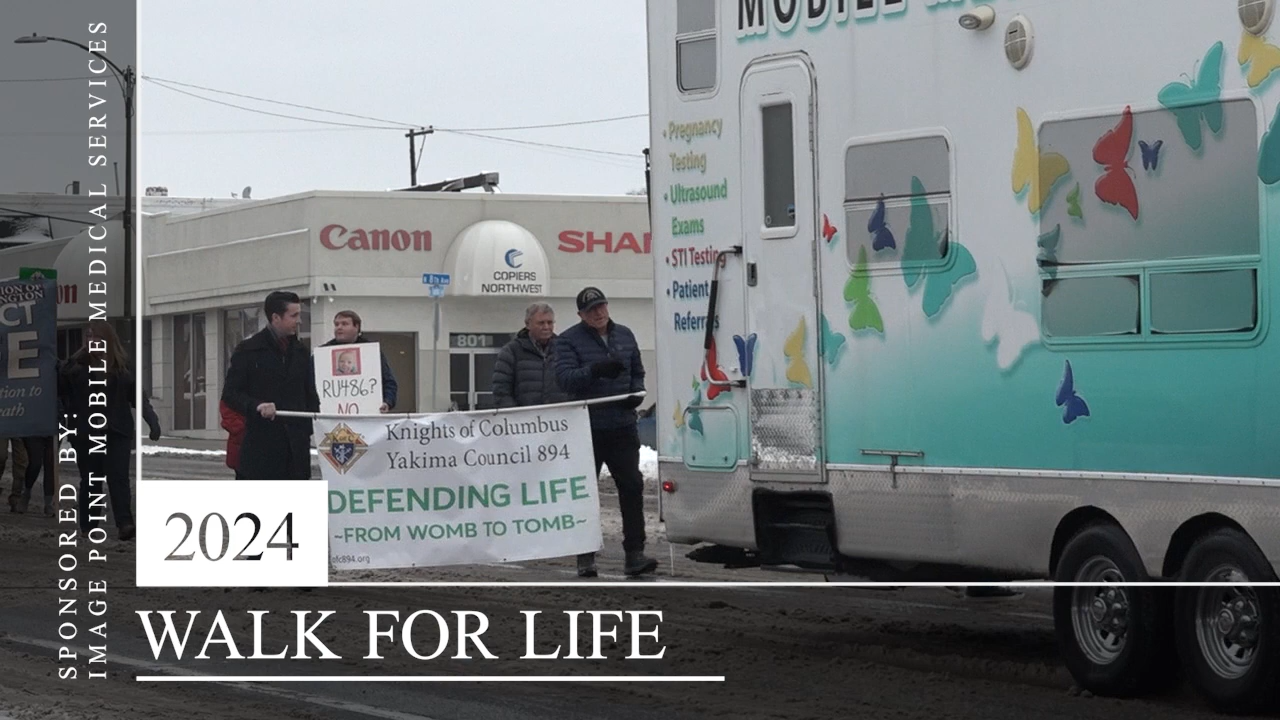 SPONSORED BY:
IMAGE POINT MOBILE MEDICAL SERVICES
MOBILE
• Pregnancy
Testing
• Ultrasound
Exams
• STI Testing
• Patient
Referrals
Canon
COPIERS
NORTHWEST
801
RU486?
NO
Knights of Columbus
Yakima Council 894
DEFENDING LIFE
~FROM WOMB TO TOMB~
2024
WALK FOR LIFE